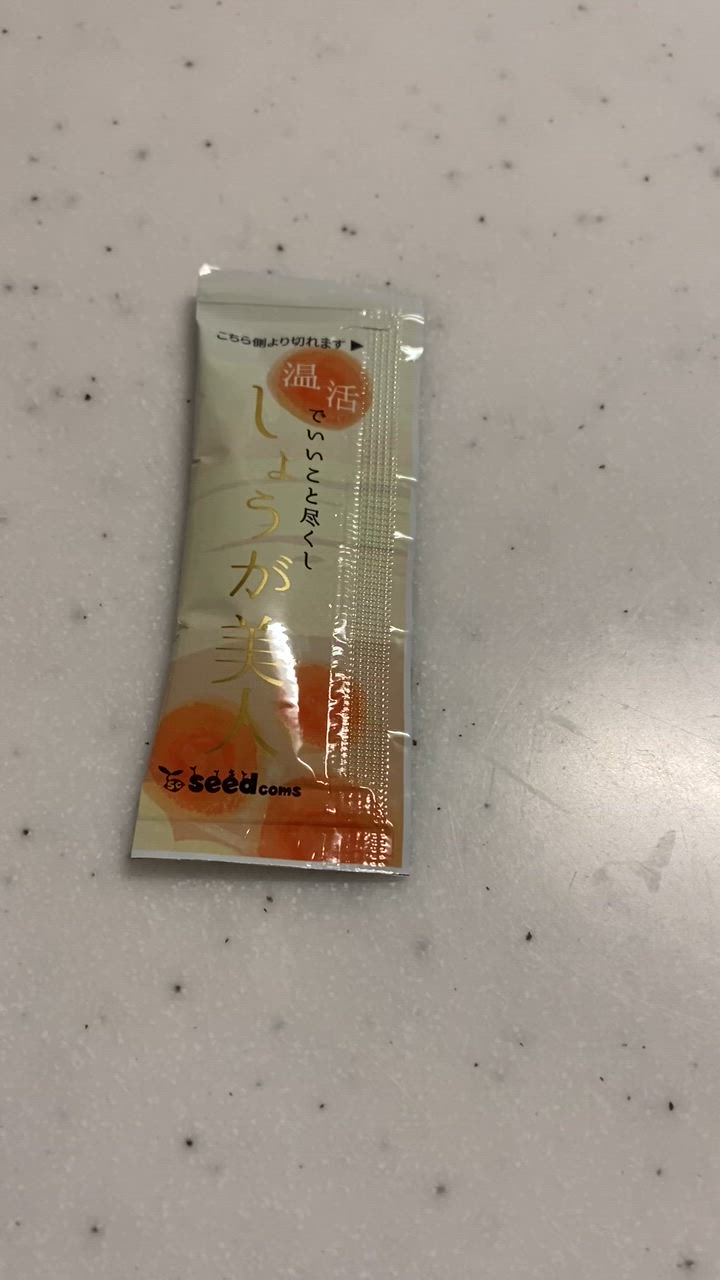 こちら側より切れます▶
温活
でいいこと尽くし
しょうが美人
seedcoms